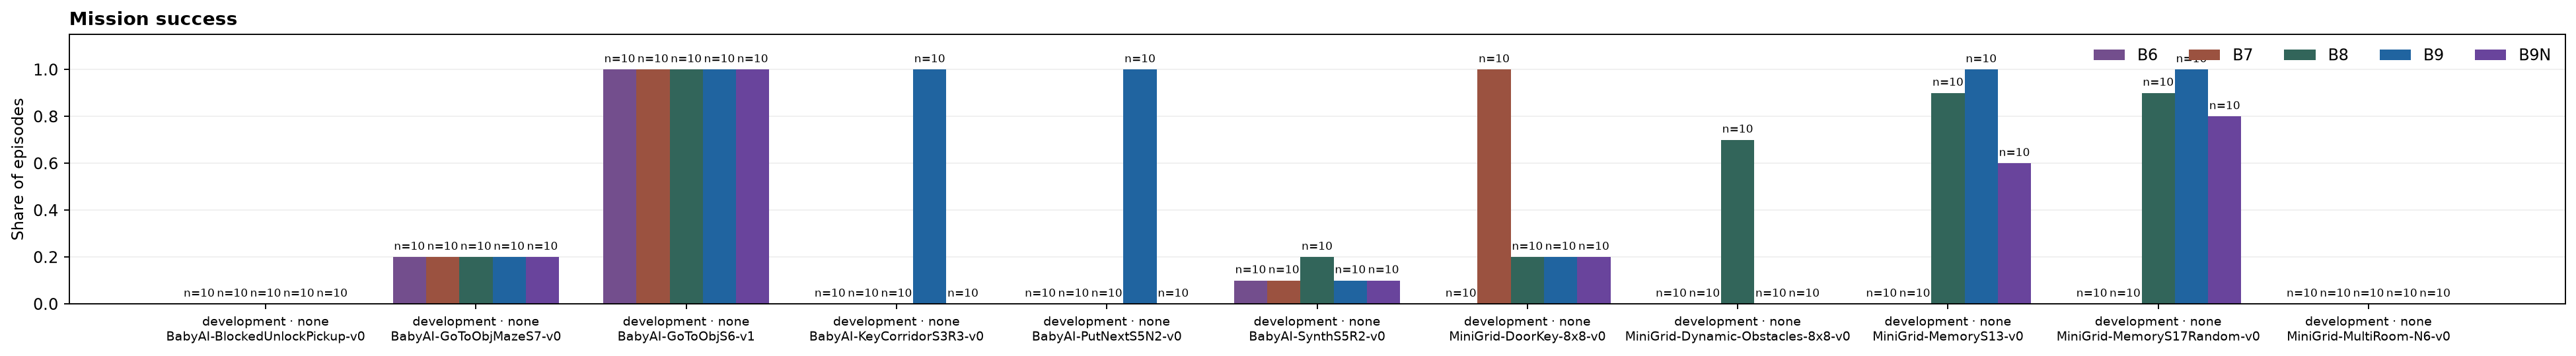 Mission success
B6 B7 B8 B9 B9N
n=10 n=10 n=10 n=10 n=10 n=10 n=10 n=10
n=10 n=10 n=10
n=10
n=10
n=10
n=10 n=10 n=10 n=10 n=10 n=10 n=10 n=10 n=10
n=10 n=10 n=10 n=10
n=10 n=10 n=10 n=10 n=10 n=10 n=10 n=10 n=10 n=10 n=10 n=10 n=10 n=10 n=10 n=10 n=10 n=10 n=10 n=10 n=10 n=10 n=10 n=10 n=10 n=10 n=10
1.0
0.8
0.6
0.4
0.2
0.0
Share of episodes
development · none
BabyAI-BlockedUnlockPickup-v0
development · none
BabyAI-GoToObjMazeS7-v0
development · none
BabyAI-GoToObjS6-v1
development · none
BabyAI-KeyCorridorS3R3-v0
development · none
BabyAI-PutNextS5N2-v0
development · none
BabyAI-SynthS5R2-v0
development · none
MiniGrid-DoorKey-8x8-v0
development · none
MiniGrid-Dynamic-Obstacles-8x8-v0
development · none
MiniGrid-MemoryS13-v0
development · none
MiniGrid-MemoryS17Random-v0
development · none
MiniGrid-MultiRoom-N6-v0